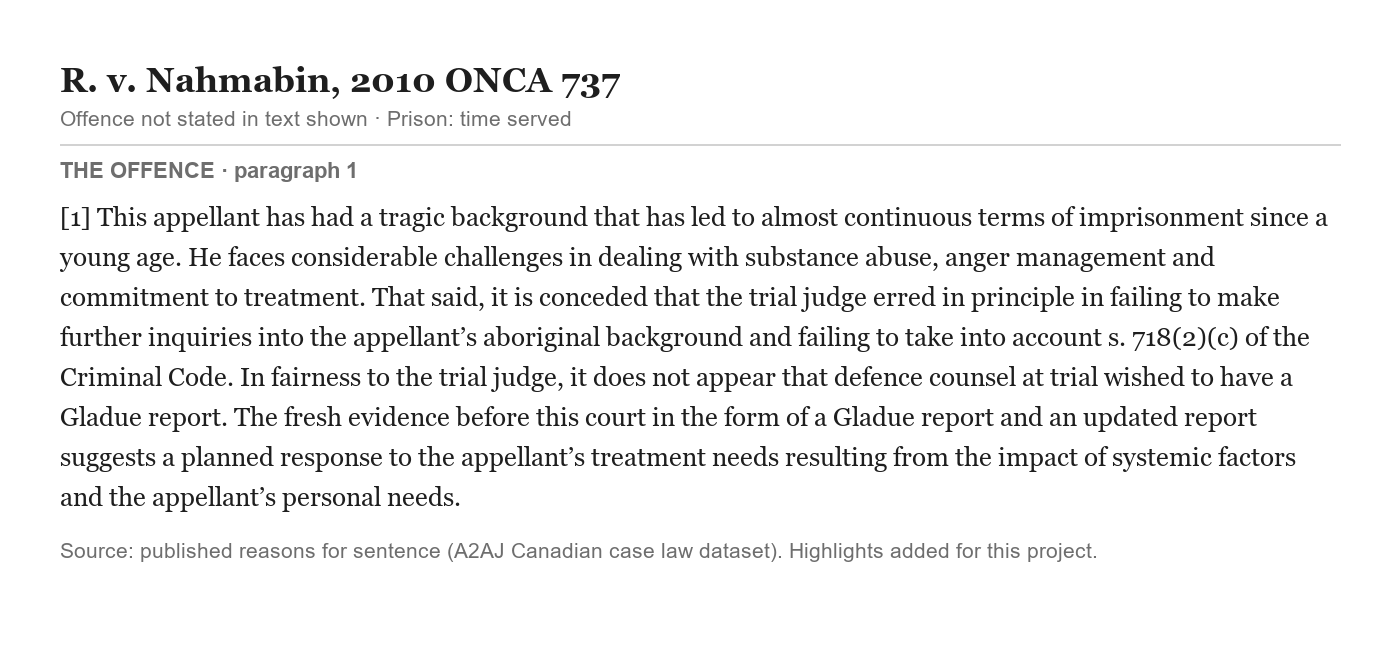 R. v. Nahmabin, 2010 ONCA 737
Offence not stated in text shown · Prison: time served
THE OFFENCE · paragraph 1
[1] This appellant has had a tragic background that has led to almost continuous terms of imprisonment since a
young age. He faces considerable challenges in dealing with substance abuse, anger management and
commitment to treatment. That said, it is conceded that the trial judge erred in principle in failing to make
further inquiries into the appellant’s aboriginal background and failing to take into account s. 718(2)(c) of the
Criminal Code. In fairness to the trial judge, it does not appear that defence counsel at trial wished to have a
Gladue report. The fresh evidence before this court in the form of a Gladue report and an updated report
suggests a planned response to the appellant’s treatment needs resulting from the impact of systemic factors
and the appellant’s personal needs.
Source: published reasons for sentence (A2AJ Canadian case law dataset). Highlights added for this project.